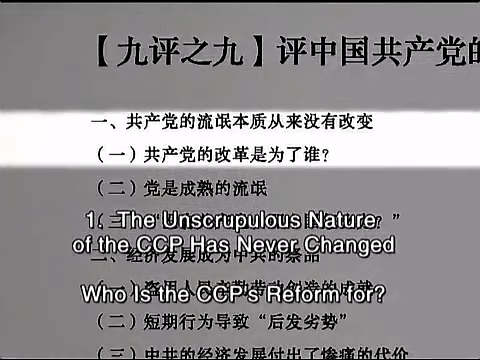 【九评之九】评中国共产党的
一、共产党的流氓本质从来没有改变
（一）共产党的改革是为了谁？
（二）党是成熟的流氓
1. The Unscrupulous Nature
of the CCP Has Never Changed
二、经济发展成为中共的祭品
Who Is the CCP's Reform for?
（二）短期行为导致“后发劣势”
（三）中共的经济发展付出了惨痛的代价